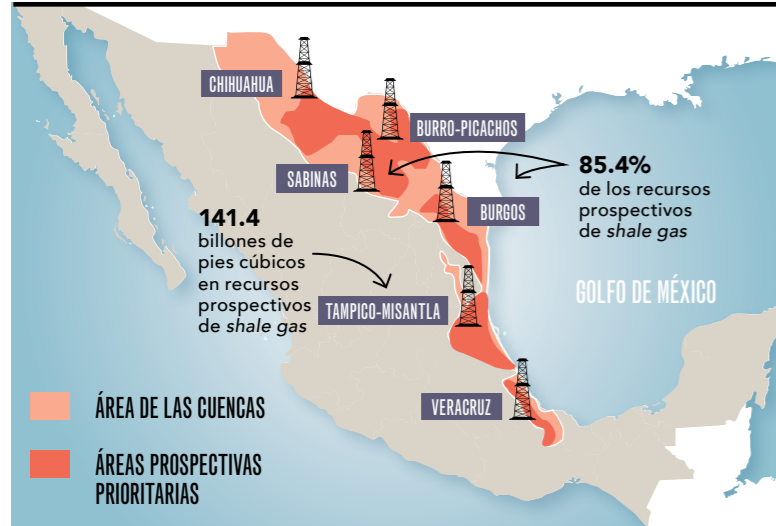 CHIHUAHUA
BURRO-PICACHOS
SABINAS
85.4%
de los recursos
prospectivos
de shale gas
BURGOS
141.4
billones de
pies cúbicos
en recursos
prospectivos
de shale gas
GOLFO DE MÉXICO
TAMPICO-MISANTLA
VERACRUZ
ÁREA DE LAS CUENCAS
ÁREAS PROSPECTIVAS
PRIORITARIAS